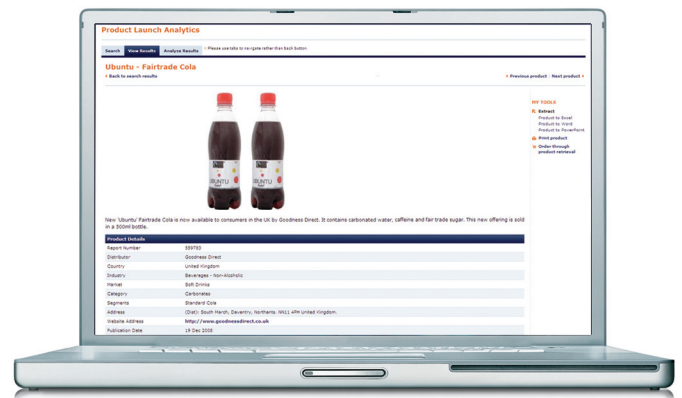 Product Launch Analytics
Search View Results Analyze Results Please use tabs to navigate rather than back button
Ubuntu - Fairtrade Cola
Back to search results
Previous product | Next product
UBUNTU UBUNTU
MY TOOLS
Extract
Product to Excel
Product to Word
Product to PowerPoint
Print product
Order through
product retrieval
New 'Ubuntu' Fairtrade Cola is now available to consumers in the UK by Goodness Direct. It contains carbonated water, caffeine and fair trade sugar. This new offering is sold
in a 500ml bottle.
Product Details
Report Number
Distributor Goodness Direct
Country United Kingdom
Industry Beverages - Non-Alcoholic
Market Soft Drinks
Category Carbonates
Segments Standard Cola
Address (Dist): South March, Daventry, Northants. NN11 4PH United Kingdom.
Website Address http://www.goodnessdirect.co.uk
Publication Date 19 Dec 2008